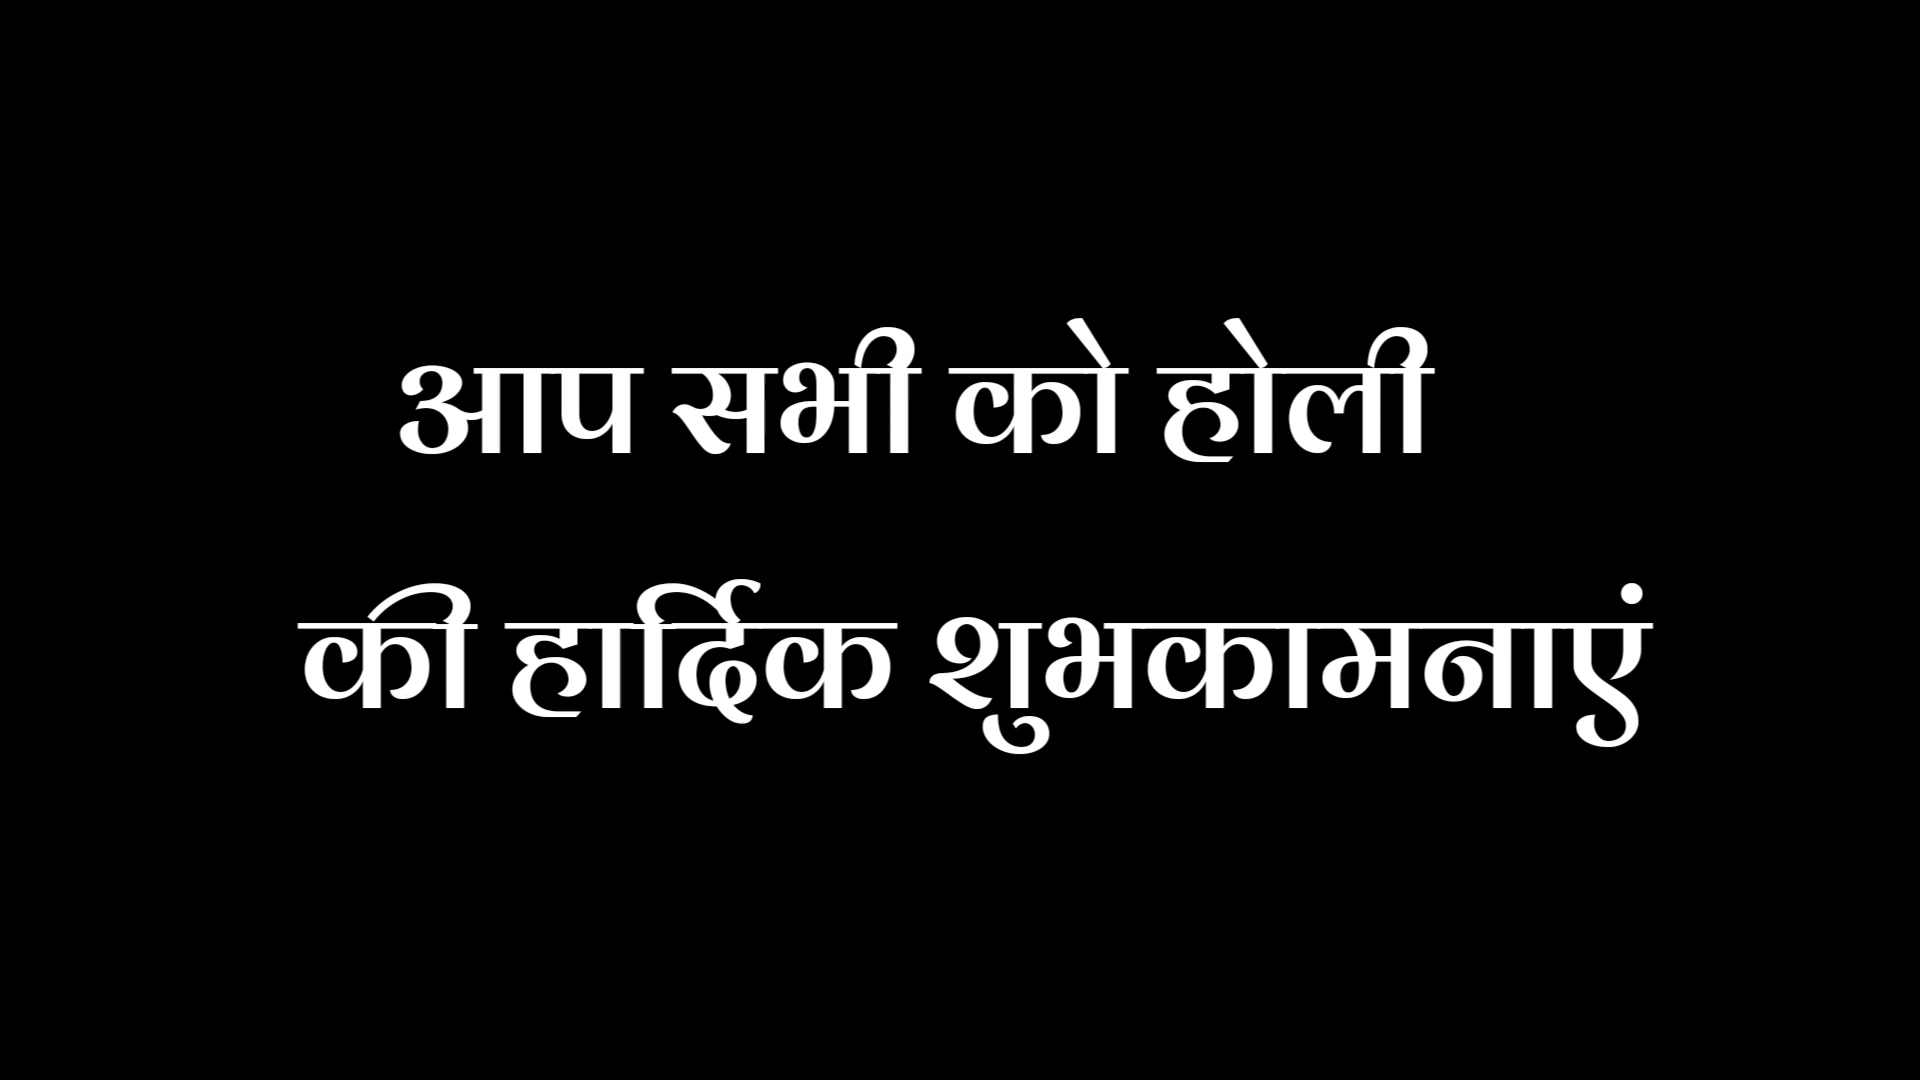 आप सभी को होली
की हार्दिक शुभकामनाएं